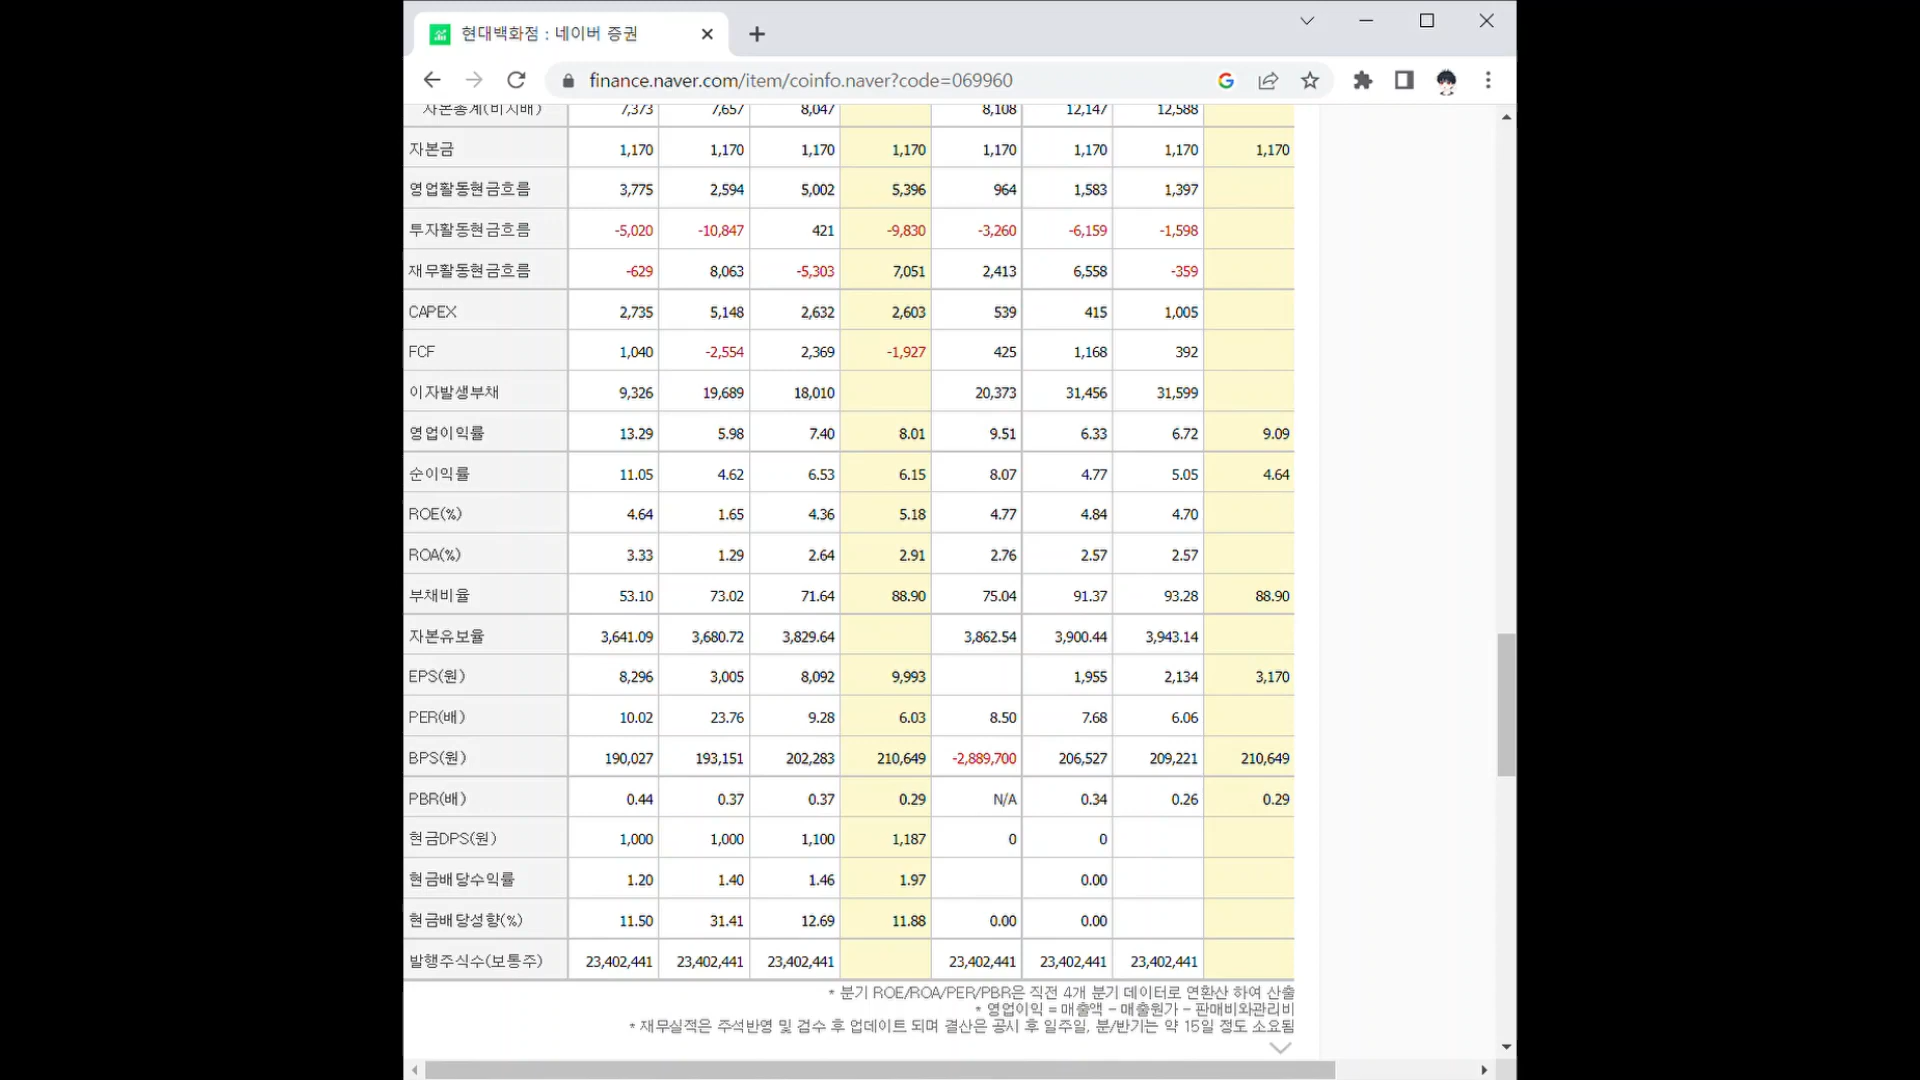 현대백화점 : 네이버 증권
finance.naver.com/item/coinfo.naver?code=069960
자본총계(비지배) 7,373 7,657 8,047 8,108 12,147 12,588
자본금 1,170 1,170 1,170 1,170 1,170 1,170 1,170 1,170
영업활동현금흐름 3,775 2,594 5,002 5,396 964 1,583 1,397
투자활동현금흐름 -5,020 -10,847 421 -9,830 -3,260 -6,159 -1,598
재무활동현금흐름 -629 8,063 -5,303 7,051 2,413 6,558 -359
CAPEX 2,735 5,148 2,632 2,603 539 415 1,005
FCF 1,040 -2,554 2,369 -1,927 425 1,168 392
이자발생부채 9,326 19,689 18,010 20,373 31,456 31,599
영업이익률 13.29 5.98 7.40 8.01 9.51 6.33 6.72 9.09
순이익률 11.05 4.62 6.53 6.15 8.07 4.77 5.05 4.64
ROE(%) 4.64 1.65 4.36 5.18 4.77 4.84 4.70
ROA(%) 3.33 1.29 2.64 2.91 2.76 2.57 2.57
부채비율 53.10 73.02 71.64 88.90 75.04 91.37 93.28 88.90
자본유보율 3,641.09 3,680.72 3,829.64 3,862.54 3,900.44 3,943.14
EPS(원) 8,296 3,005 8,092 9,993 1,955 2,134 3,170
PER(배) 10.02 23.76 9.28 6.03 8.50 7.68 6.06
BPS(원) 190,027 193,151 202,283 210,649 -2,889,700 206,527 209,221 210,649
PBR(배) 0.44 0.37 0.37 0.29 N/A 0.34 0.26 0.29
현금DPS(원) 1,000 1,000 1,100 1,187 0 0
현금배당수익률 1.20 1.40 1.46 1.97 0.00
현금배당성향(%) 11.50 31.41 12.69 11.88 0.00 0.00
발행주식수(보통주) 23,402,441 23,402,441 23,402,441 23,402,441 23,402,441 23,402,441
* 분기 ROE/ROA/PER/PBR은 직전 4개 분기 데이터로 연환산 하여 산출
* 영업이익 = 매출액 - 매출원가 - 판매비와관리비
* 재무실적은 주석반영 및 검수 후 업데이트 되며 결산은 공시 후 일주일, 분/반기는 약 15일 정도 소요됨